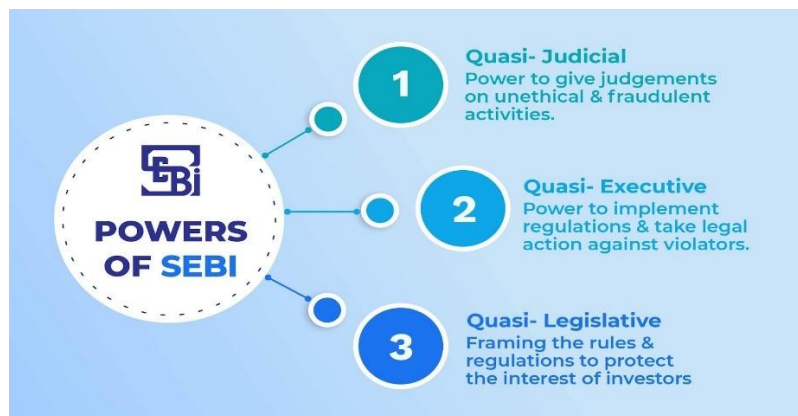 SEBI
POWERS
OF SEBI
1
Quasi- Judicial
Power to give judgements
on unethical & fraudulent
activities.
2
Quasi- Executive
Power to implement
regulations & take legal
action against violators.
3
Quasi- Legislative
Framing the rules &
regulations to protect
the interest of investors